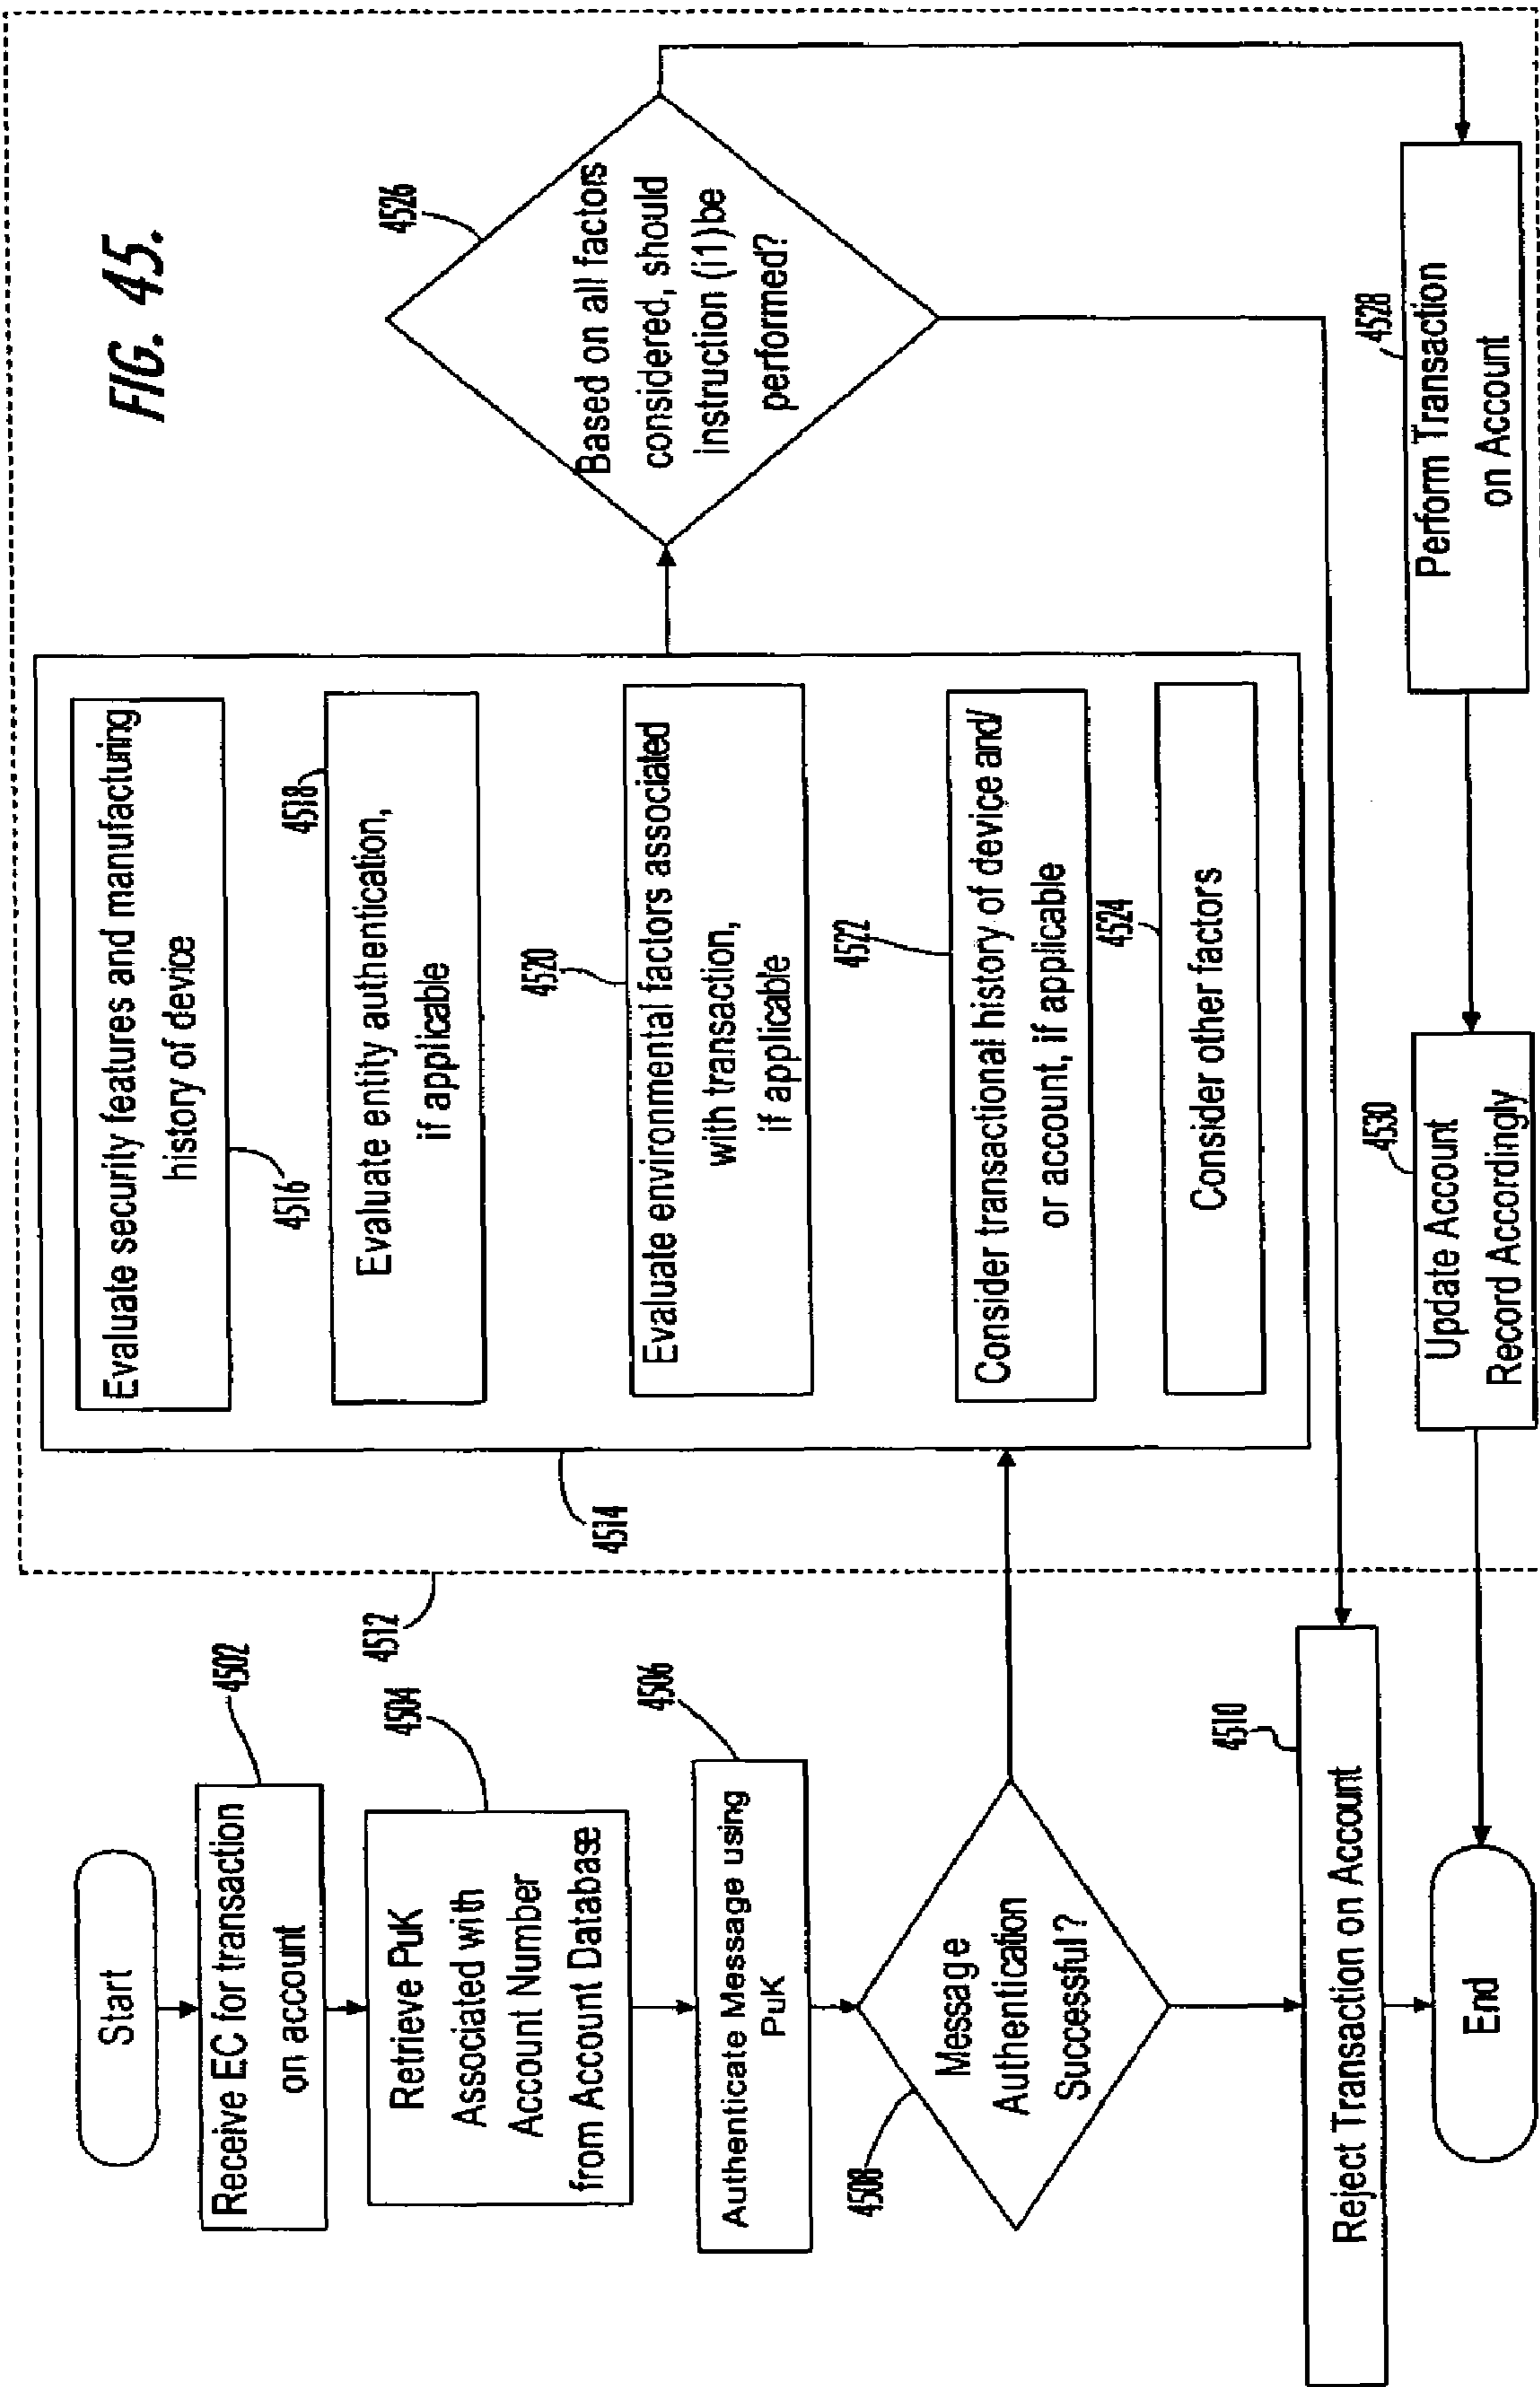 FIG. 45.
Start
4502
Receive EC for transaction
on account
4504
Retrieve PuK
Associated with
Account Number
from Account Database
4506
Authenticate Message using
PuK
4508
Message
Authentication
Successful?
4510
Reject Transaction on Account
End
4512
4514
Evaluate security features and manufacturing
history of device
4516
4518
Evaluate entity authentication,
if applicable
4520
Evaluate environmental factors associated
with transaction,
if applicable
4522
Consider transactional history of device and/
or account, if applicable
4524
Consider other factors
4526
Based on all factors
considered, should
instruction (i1) be
performed?
4528
Perform Transaction
on Account
4530
Update Account
Record Accordingly